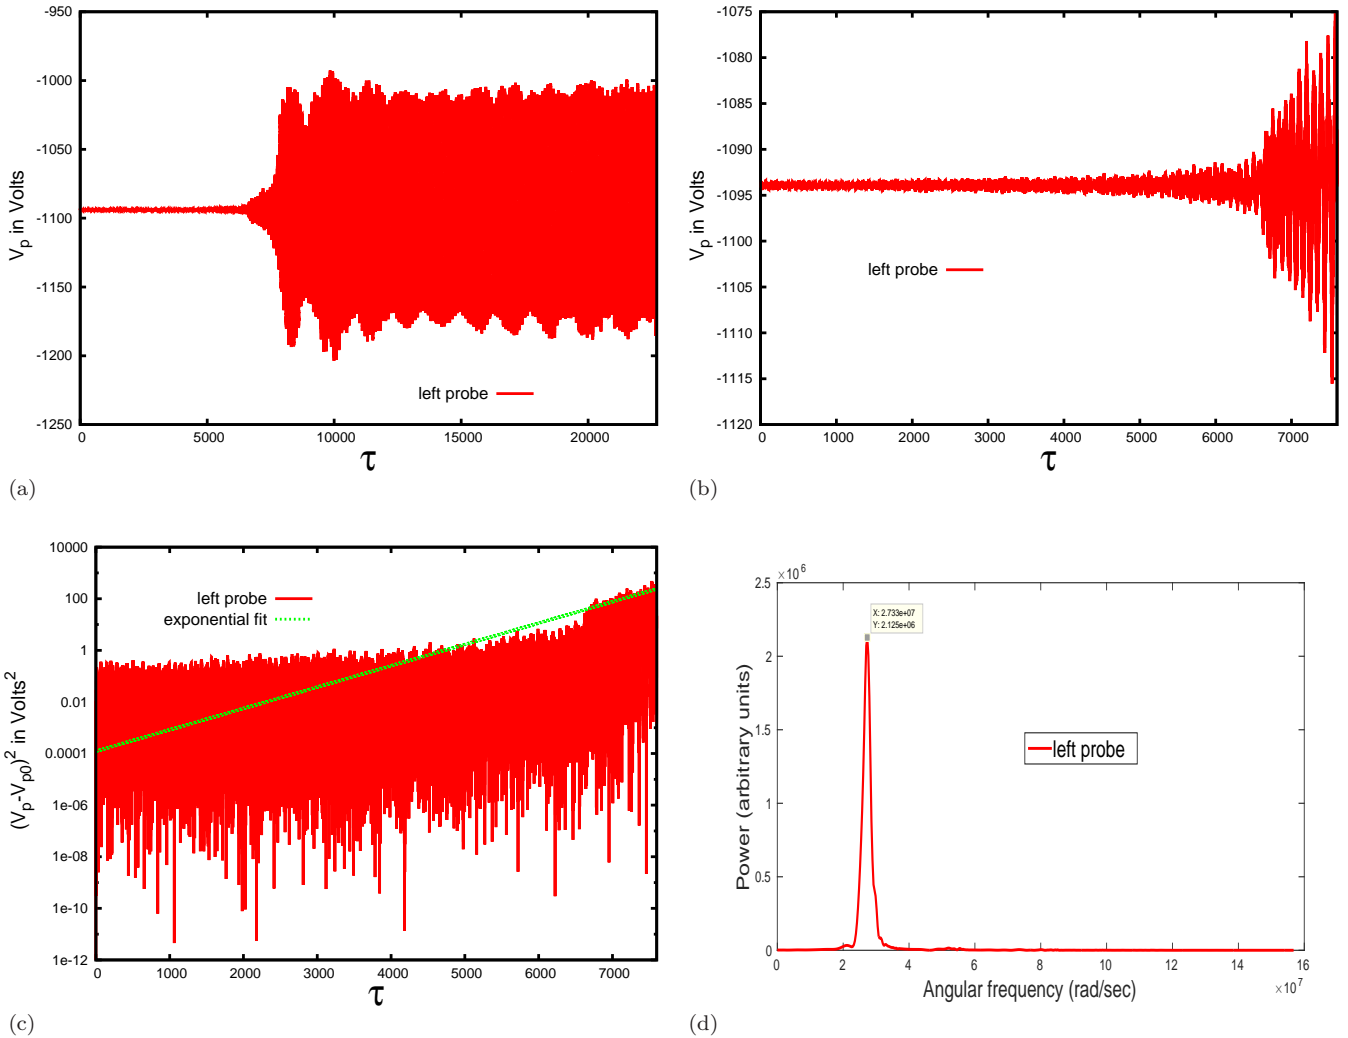 -950
-1000
-1050
-1100
-1150
-1200
-1250
V_p in Volts
left probe
0 5000 10000 15000 20000
τ
(a)
-1075
-1080
-1085
-1090
-1095
-1100
-1105
-1110
-1115
-1120
V_p in Volts
left probe
0 1000 2000 3000 4000 5000 6000 7000
τ
(b)
10000
100
1
0.01
0.0001
1e-06
1e-08
1e-10
1e-12
(V_p-V_p0)^2 in Volts^2
left probe
exponential fit
0 1000 2000 3000 4000 5000 6000 7000
τ
(c)
×10^6
2.5
2
1.5
1
0.5
0
Power (arbitrary units)
X: 2.733e+07
Y: 2.125e+06
left probe
0 2 4 6 8 10 12 14 16
Angular frequency (rad/sec)
×10^7
(d)